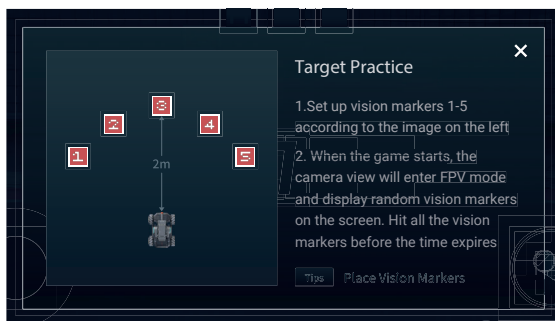 Target Practice
1
2
3
4
5
2m
1.Set up vision markers 1-5
according to the image on the left
2. When the game starts, the
camera view will enter FPV mode
and display random vision markers
on the screen. Hit all the vision
markers before the time expires
Tips Place Vision Markers